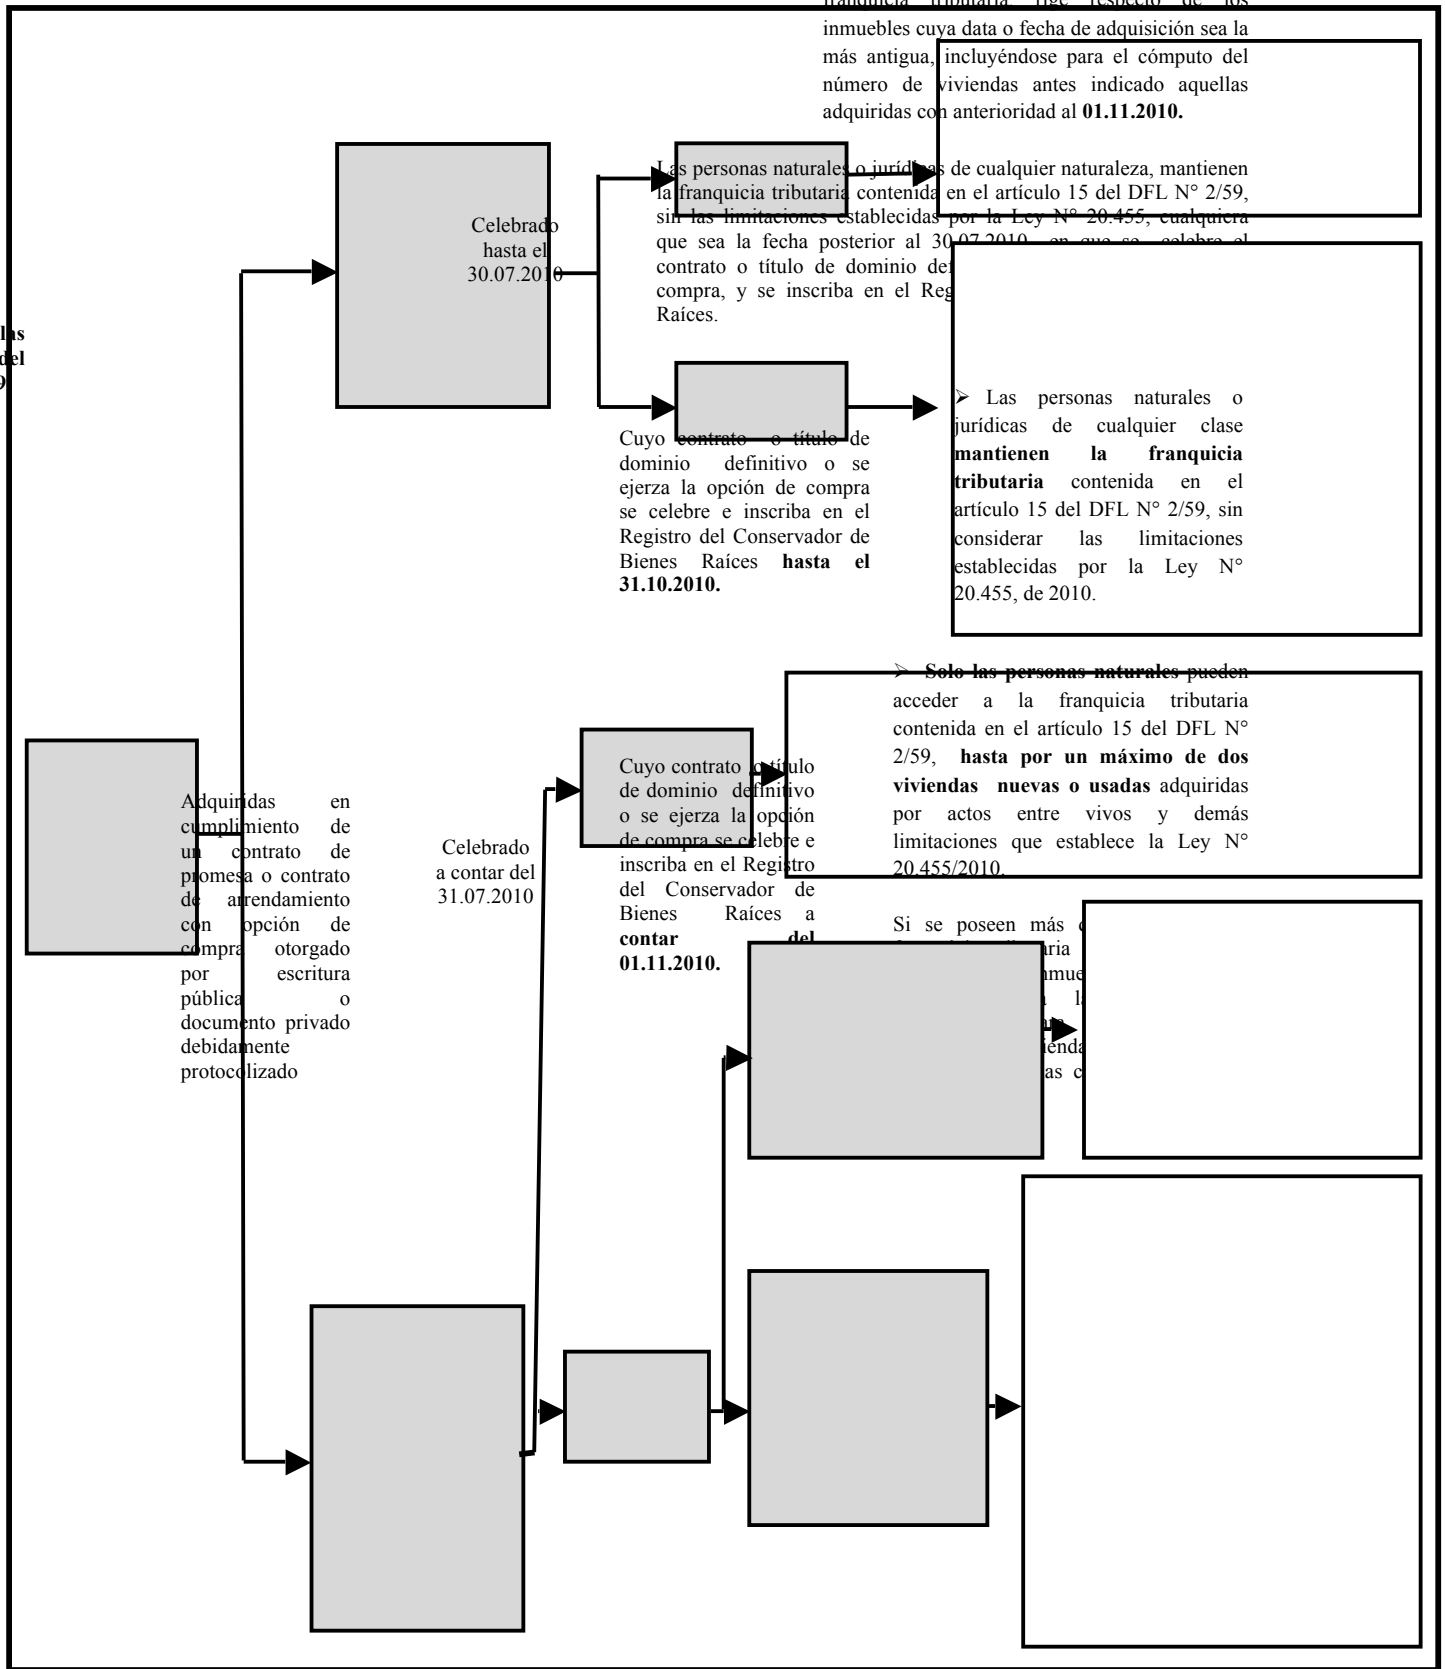 inmuebles cuya data o fecha de adquisición sea la
más antigua, incluyéndose para el cómputo del
número de viviendas antes indicado aquellas
adquiridas con anterioridad al 01.11.2010.
Las personas naturales o jurídicas de cualquier naturaleza, mantienen
la franquicia tributaria contenida en el artículo 15 del DFL N° 2/59,
sin las limitaciones establecidas por la Ley N° 20.455, cualquiera
que sea la fecha posterior al 30.07.2010 en que se celebre el
contrato o título de dominio
compra, y se inscriba en el
Raíces.
Celebrado
hasta el
30.07.2010
las
del
Cuyo contrato o título de
dominio definitivo o se
ejerza la opción de compra
se celebre e inscriba en el
Registro del Conservador de
Bienes Raíces hasta el
31.10.2010.
➢ Las personas naturales o
jurídicas de cualquier clase
mantienen la franquicia
tributaria contenida en el
artículo 15 del DFL N° 2/59, sin
considerar las limitaciones
establecidas por la Ley N°
20.455, de 2010.
➢ Solo las personas naturales pueden
acceder a la franquicia tributaria
contenida en el artículo 15 del DFL N°
2/59, hasta por un máximo de dos
viviendas nuevas o usadas adquiridas
por actos entre vivos y demás
limitaciones que establece la Ley N°
20.455/2010.
Si se poseen más
Adquiridas en
cumplimiento de
un contrato de
promesa o contrato
de arrendamiento
con opción de
compra otorgado
por escritura
pública o
documento privado
debidamente
protocolizado
Celebrado
a contar del
31.07.2010
Cuyo contrato o título
de dominio definitivo
o se ejerza la opción
de compra se celebre e
inscriba en el Registro
del Conservador de
Bienes Raíces a
contar del
01.11.2010.